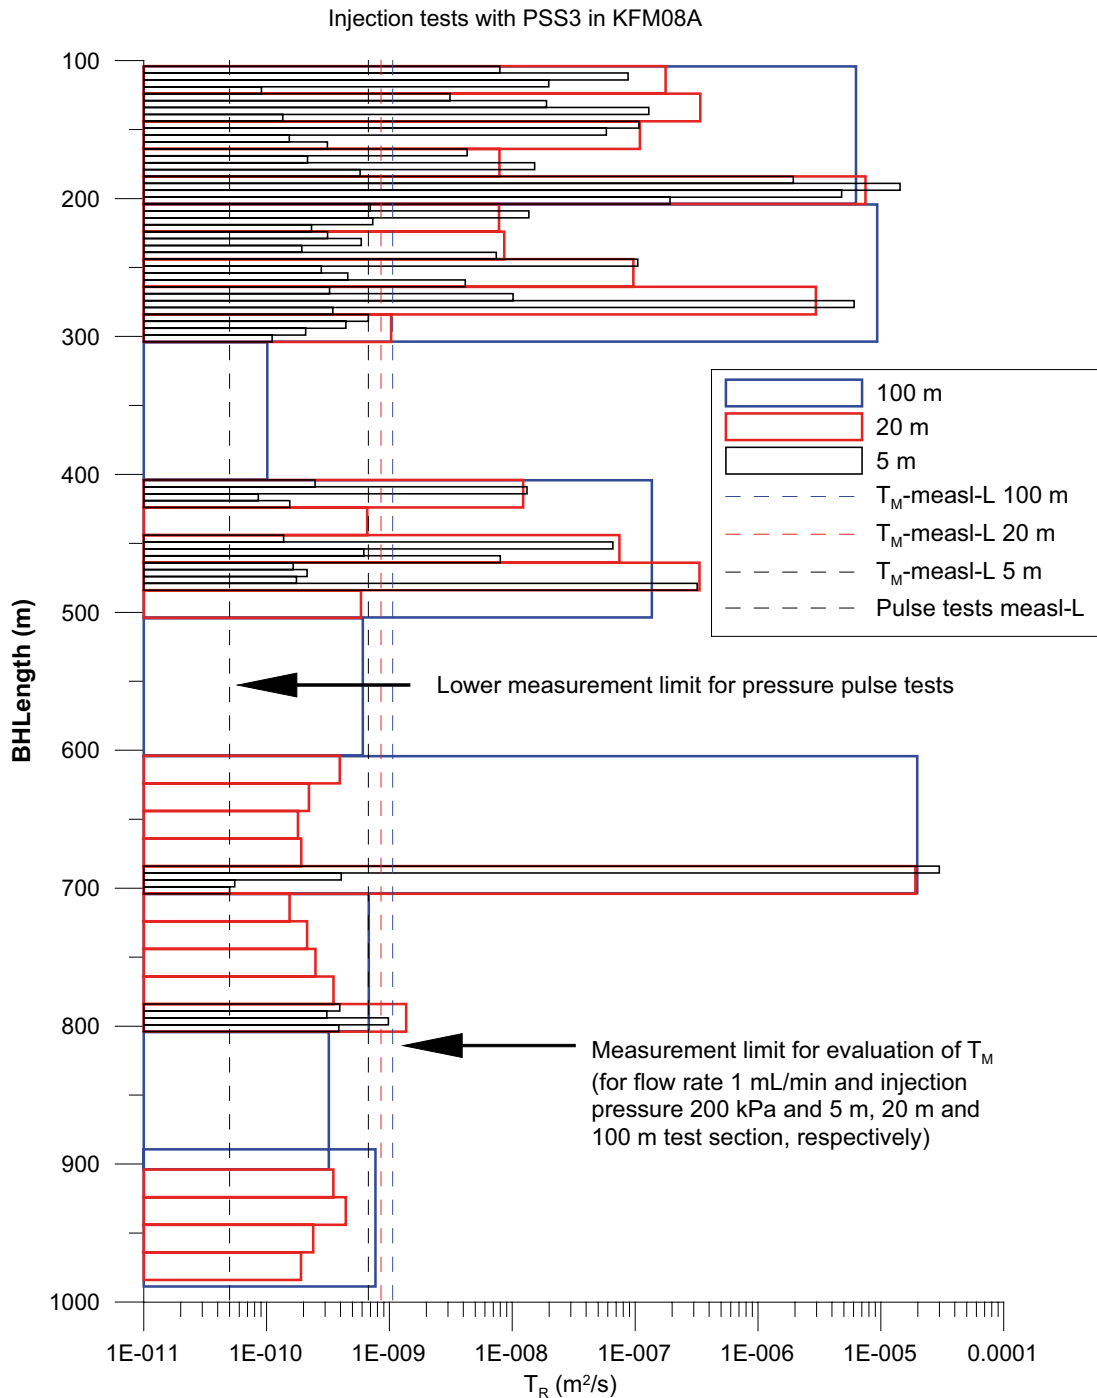 Injection tests with PSS3 in KFM08A
100
200
300
400
500
600
700
800
900
1000
BHLength (m)
100 m
20 m
5 m
TM-measl-L 100 m
TM-measl-L 20 m
TM-measl-L 5 m
Pulse tests measl-L
Lower measurement limit for pressure pulse tests
Measurement limit for evaluation of TM
(for flow rate 1 mL/min and injection
pressure 200 kPa and 5 m, 20 m and
100 m test section, respectively)
1E-011 1E-010 1E-009 1E-008 1E-007 1E-006 1E-005 0.0001
TR (m²/s)